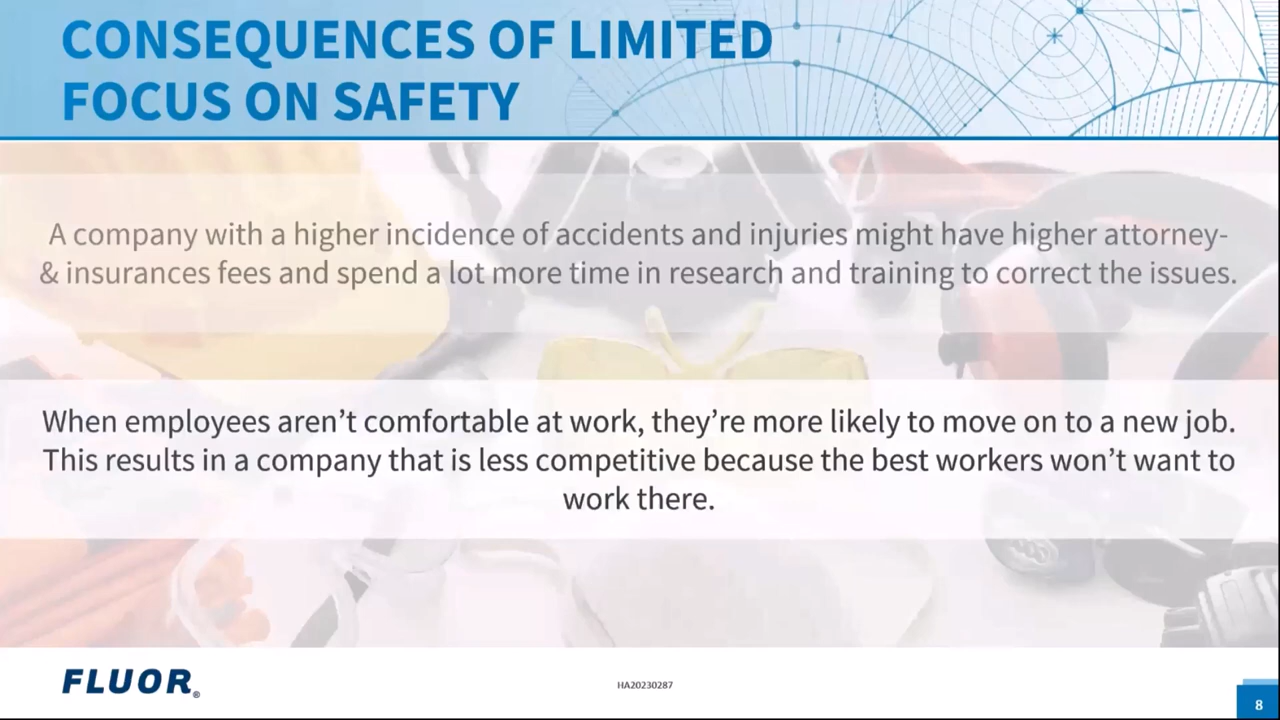 CONSEQUENCES OF LIMITED
FOCUS ON SAFETY
A company with a higher incidence of accidents and injuries might have higher attorney-
& insurances fees and spend a lot more time in research and training to correct the issues.
When employees aren’t comfortable at work, they’re more likely to move on to a new job.
This results in a company that is less competitive because the best workers won’t want to
work there.
FLUOR®
HA20230287
8